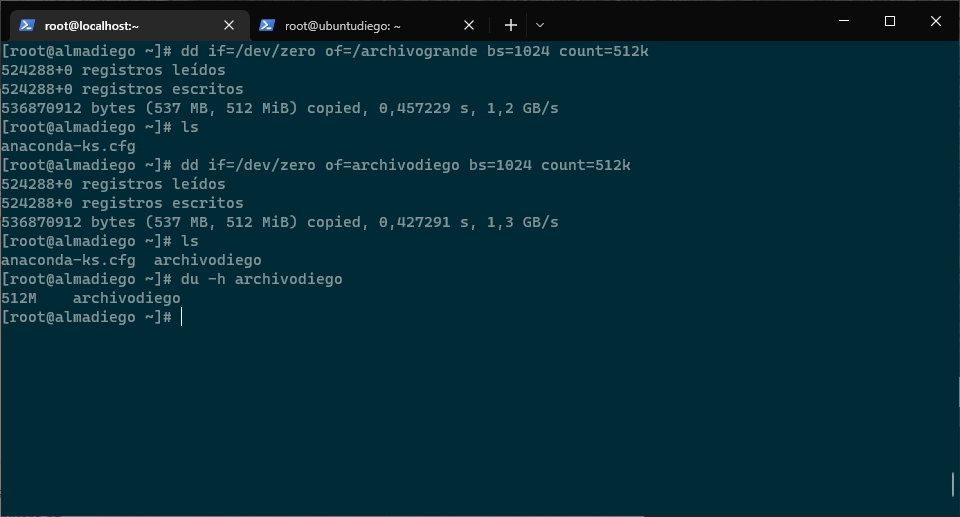 root@localhost:~
root@ubuntudiego: ~
[root@almadiego ~]# dd if=/dev/zero of=/archivogrande bs=1024 count=512k
524288+0 registros leídos
524288+0 registros escritos
536870912 bytes (537 MB, 512 MiB) copied, 0,457229 s, 1,2 GB/s
[root@almadiego ~]# ls
anaconda-ks.cfg
[root@almadiego ~]# dd if=/dev/zero of=archivodiego bs=1024 count=512k
524288+0 registros leídos
524288+0 registros escritos
536870912 bytes (537 MB, 512 MiB) copied, 0,427291 s, 1,3 GB/s
[root@almadiego ~]# ls
anaconda-ks.cfg  archivodiego
[root@almadiego ~]# du -h archivodiego
512M    archivodiego
[root@almadiego ~]#